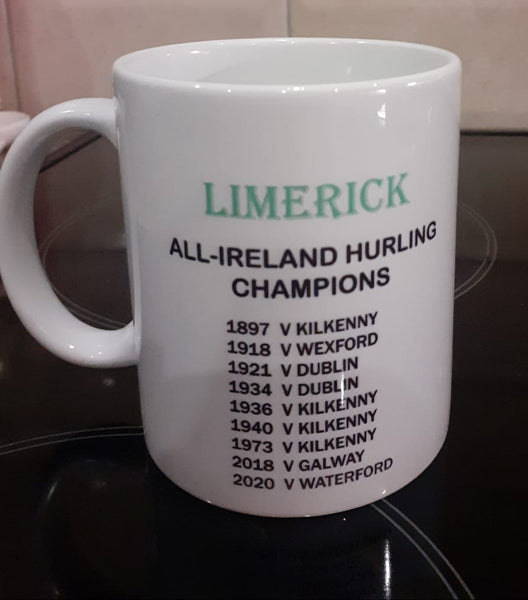 LIMERICK
ALL-IRELAND HURLING
CHAMPIONS
1897 V KILKENNY
1918 V WEXFORD
1921 V DUBLIN
1934 V DUBLIN
1936 V KILKENNY
1940 V KILKENNY
1973 V KILKENNY
2018 V GALWAY
2020 V WATERFORD